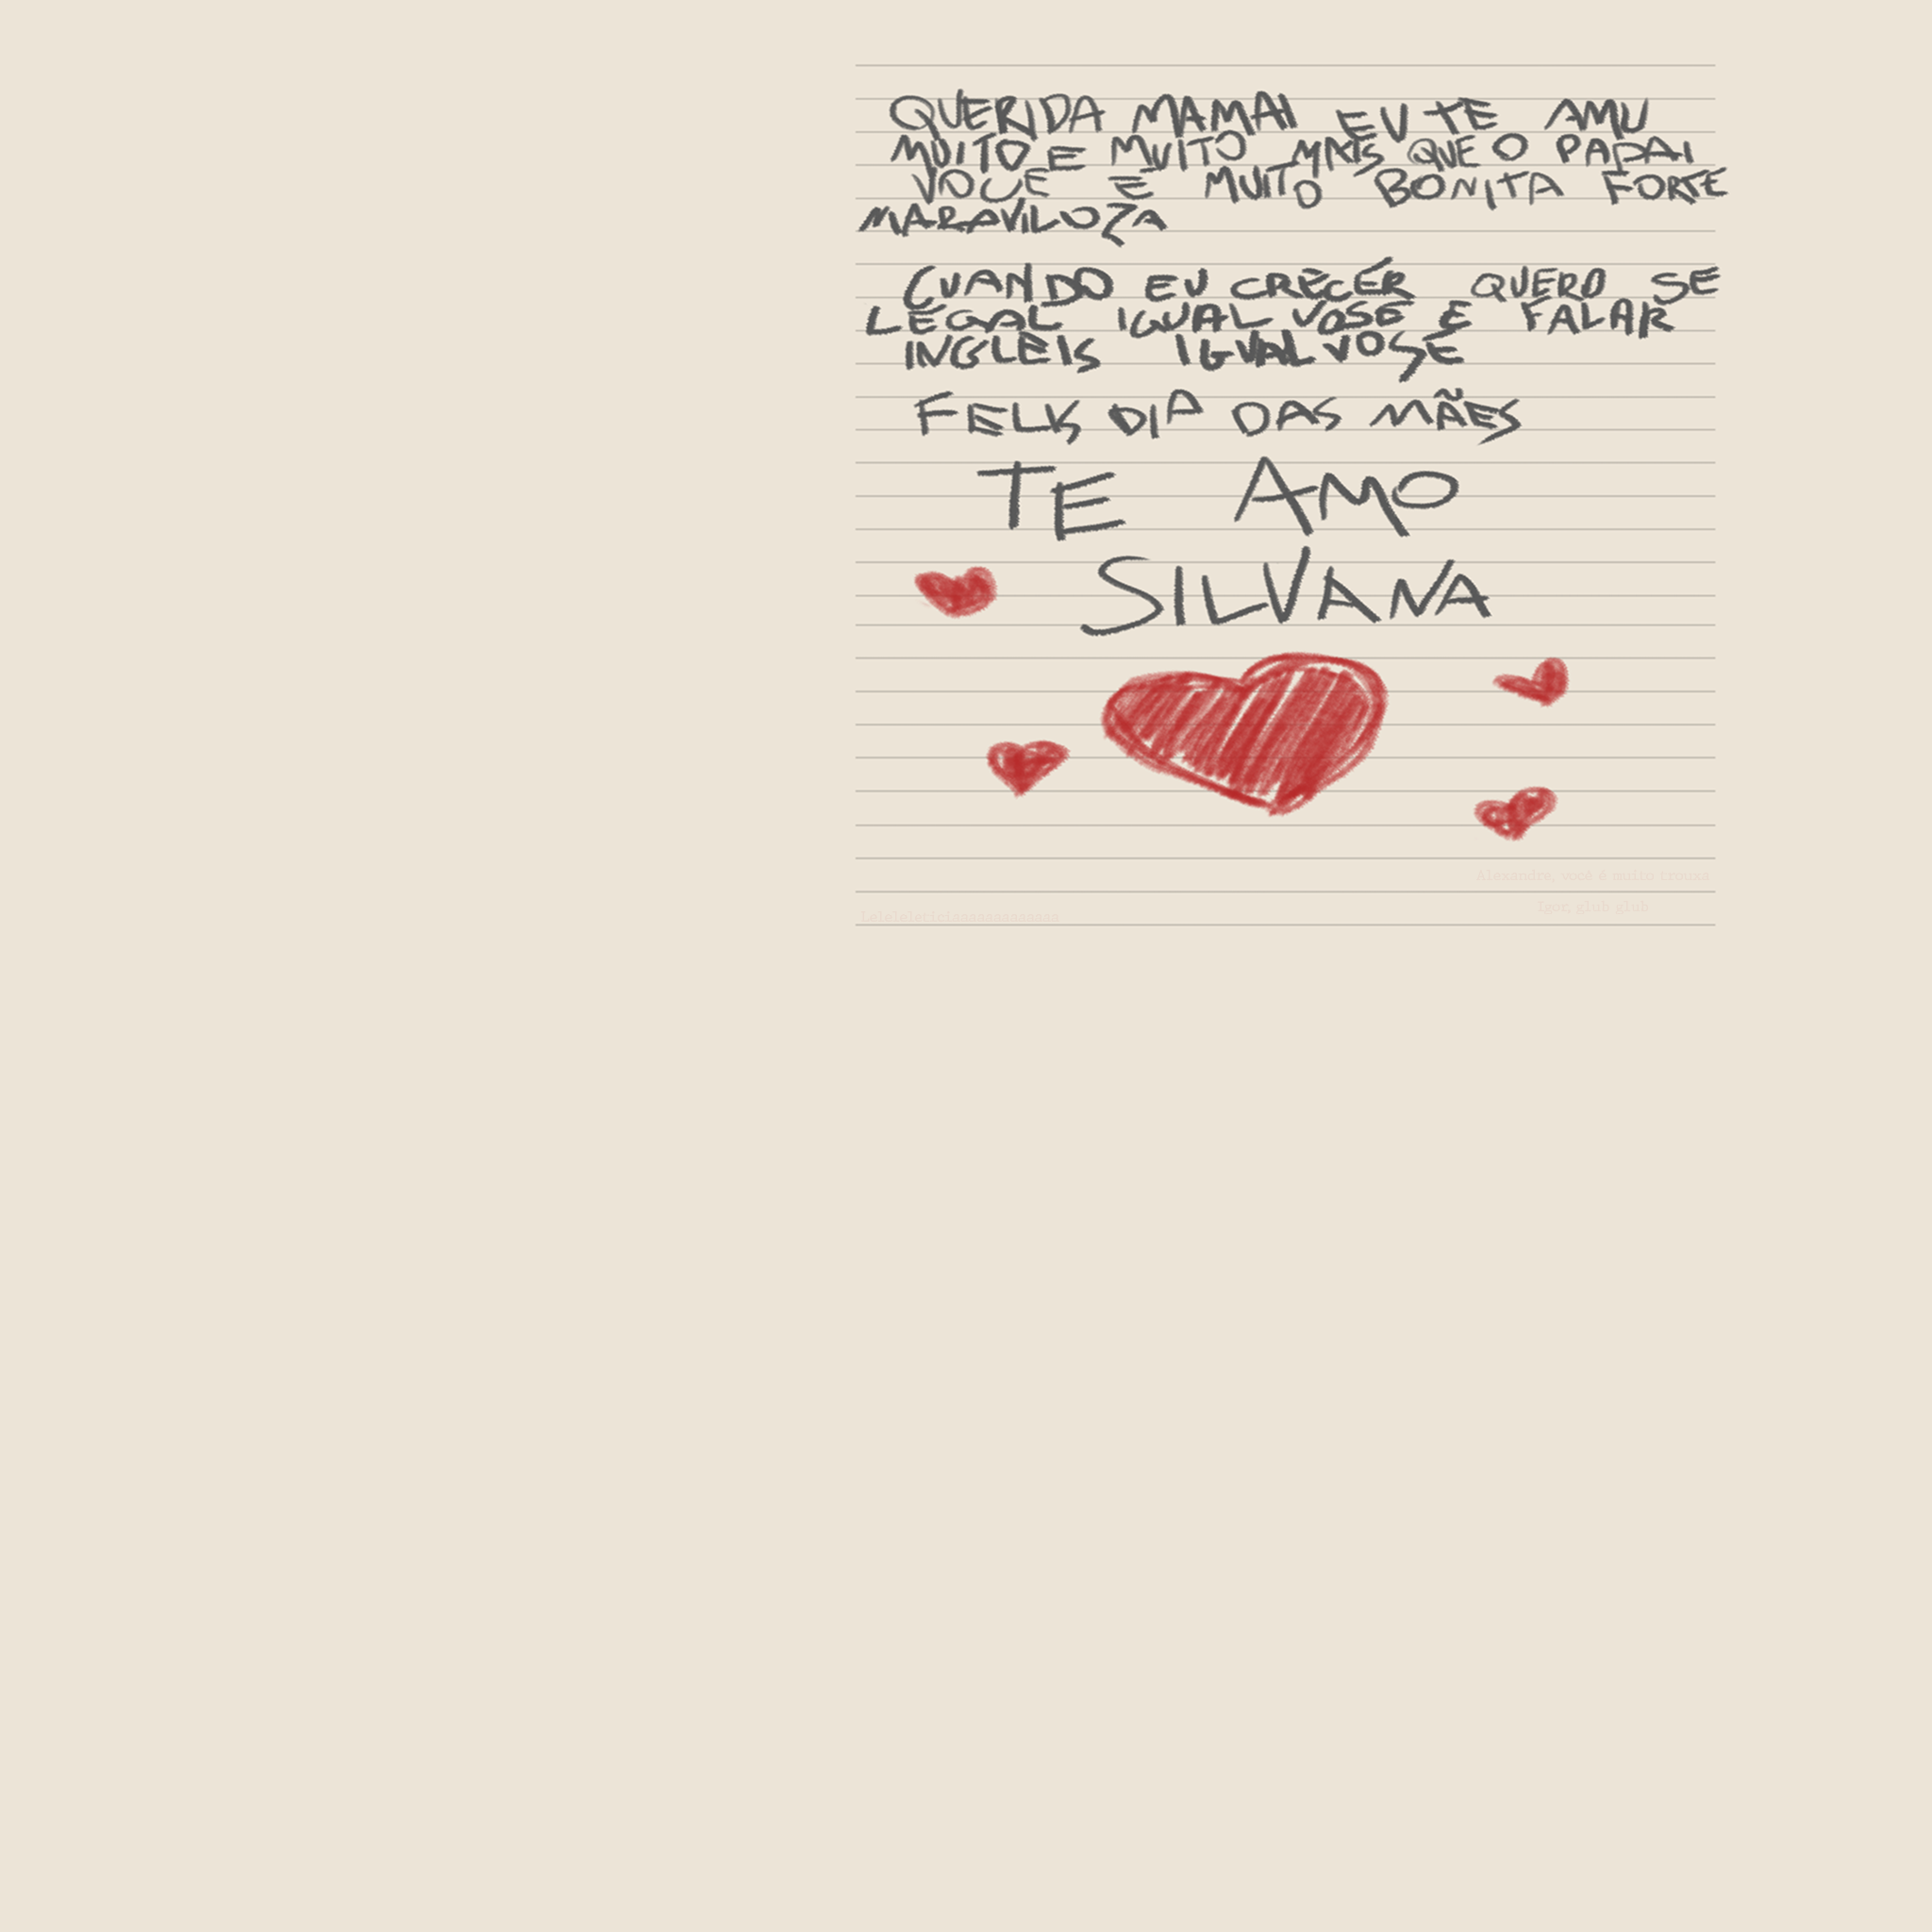 QUERIDA MAMAI EU TE AMU
MUITO E MUITO MAIS QUE O PAPAI
VOCE E MUITO BONITA FORTE
MARAVILOZA
CUANDO EU CRECER QUERO SE
LEGAL IGUAL VOSE E FALAR
INGLEIS IGUAL VOSE
FELIS DIA DAS MÃES
TE AMO
SILVANA
Alexandre, você é muito trouxa
Igor, glub glub